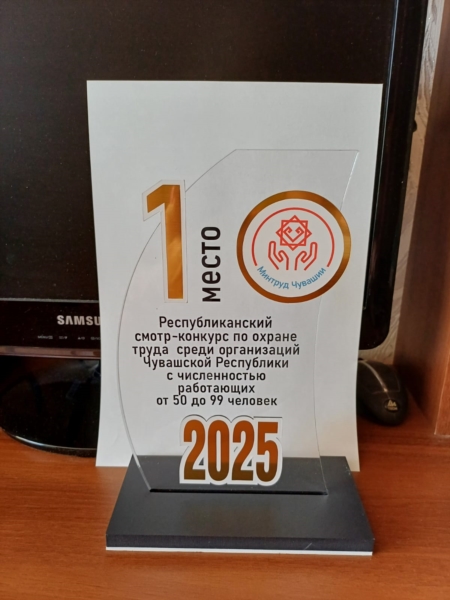 1 место
Минтруд Чувашии
Республиканский
смотр-конкурс по охране
труда среди организаций
Чувашской Республики
с численностью
работающих
от 50 до 99 человек
2025